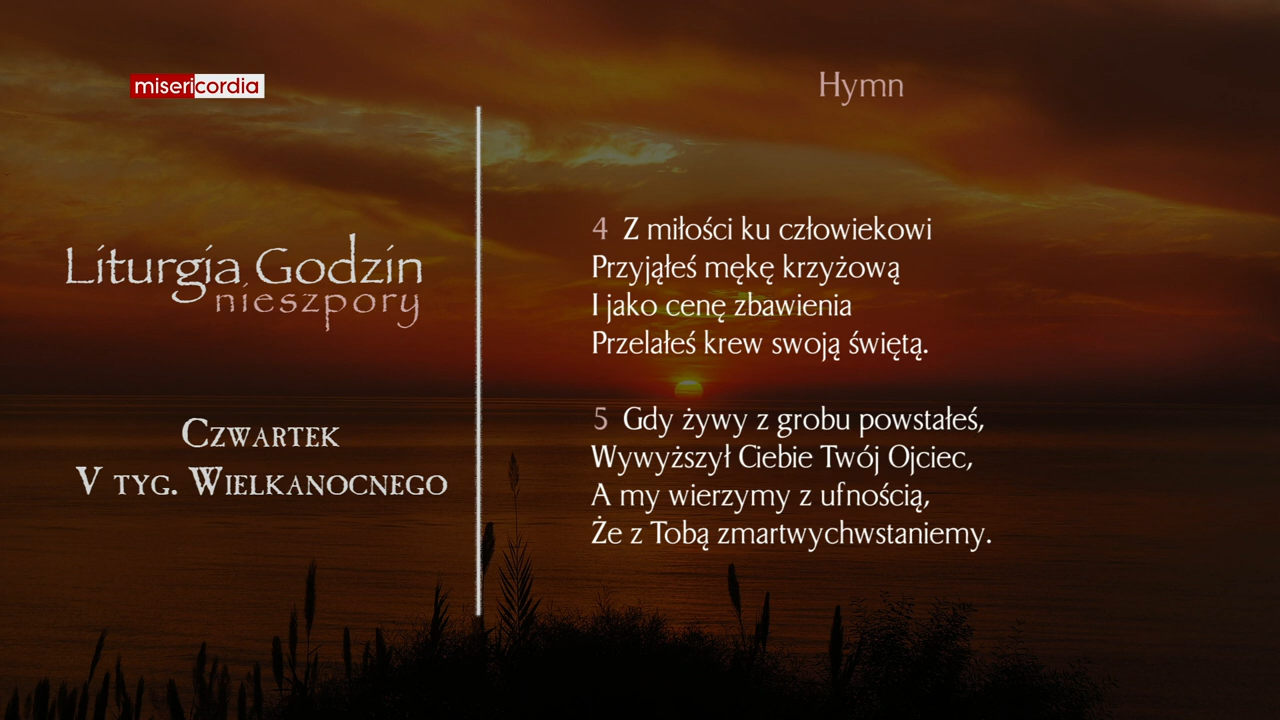 misericordia
Liturgia Godzin
nieszpory
Czwartek
V tyg. Wielkanocnego
Hymn
4 Z miłości ku człowiekowi
Przyjąłeś mękę krzyżową
I jako cenę zbawienia
Przelałeś krew swoją świętą.
5 Gdy żywy z grobu powstałeś,
Wywyższył Ciebie Twój Ojciec,
A my wierzymy z ufnością,
Że z Tobą zmartwychwstaniemy.